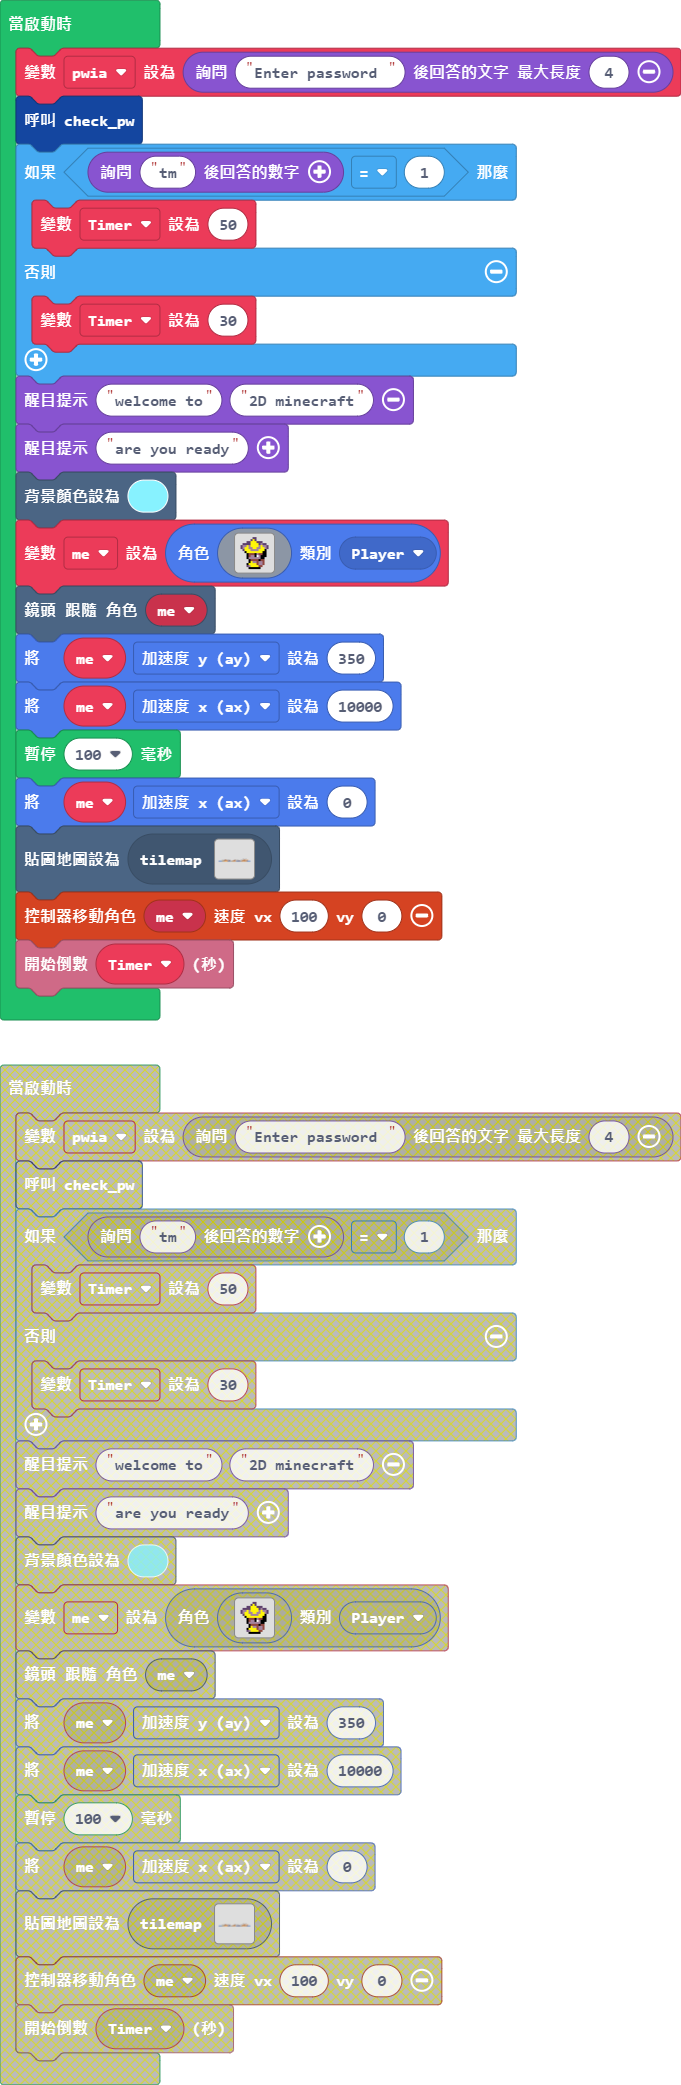 當啟動時
變數 pwia 設為 詢問 "Enter password " 後回答的文字 最大長度 4
呼叫 check_pw
如果 詢問 "tm" 後回答的數字 = 1 那麼
變數 Timer 設為 50
否則
變數 Timer 設為 30
醒目提示 "welcome to" "2D minecraft"
醒目提示 "are you ready"
背景顏色設為
變數 me 設為 角色 類別 Player
鏡頭 跟隨 角色 me
將 me 加速度 y (ay) 設為 350
將 me 加速度 x (ax) 設為 10000
暫停 100 毫秒
將 me 加速度 x (ax) 設為 0
貼圖地圖設為 tilemap
控制器移動角色 me 速度 vx 100 vy 0
開始倒數 Timer (秒)
當啟動時
變數 pwia 設為 詢問 "Enter password " 後回答的文字 最大長度 4
呼叫 check_pw
如果 詢問 "tm" 後回答的數字 = 1 那麼
變數 Timer 設為 50
否則
變數 Timer 設為 30
醒目提示 "welcome to" "2D minecraft"
醒目提示 "are you ready"
背景顏色設為
變數 me 設為 角色 類別 Player
鏡頭 跟隨 角色 me
將 me 加速度 y (ay) 設為 350
將 me 加速度 x (ax) 設為 10000
暫停 100 毫秒
將 me 加速度 x (ax) 設為 0
貼圖地圖設為 tilemap
控制器移動角色 me 速度 vx 100 vy 0
開始倒數 Timer (秒)